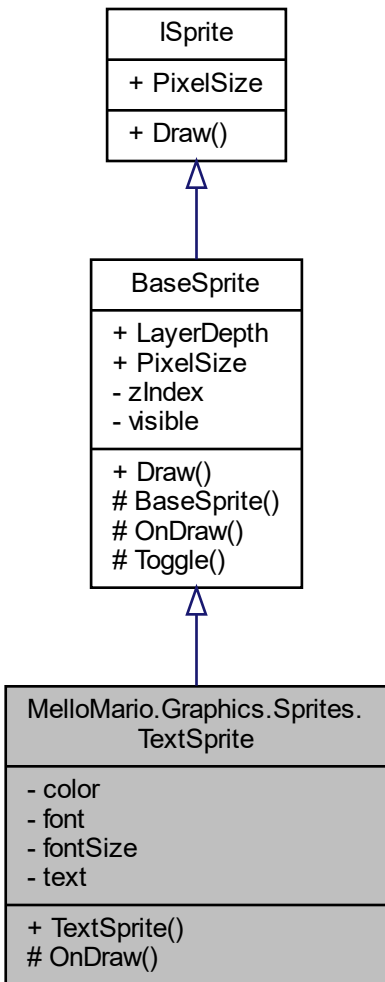 ISprite
+ PixelSize
+ Draw()
BaseSprite
+ LayerDepth
+ PixelSize
- zIndex
- visible
+ Draw()
# BaseSprite()
# OnDraw()
# Toggle()
MelloMario.Graphics.Sprites.
TextSprite
- color
- font
- fontSize
- text
+ TextSprite()
# OnDraw()